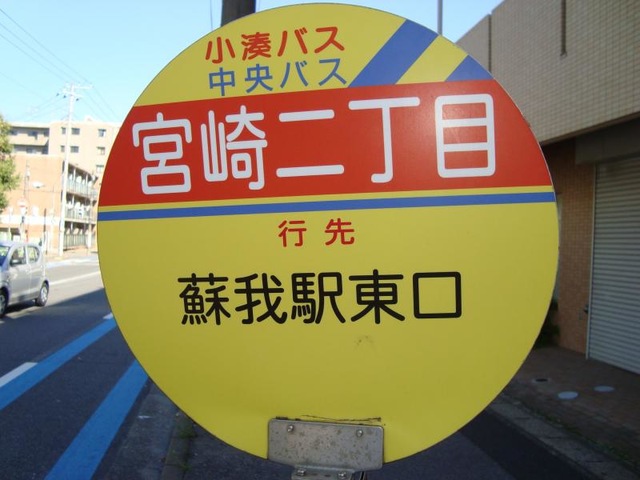 小湊バス
中央バス
宮崎二丁目
行先
蘇我駅東口